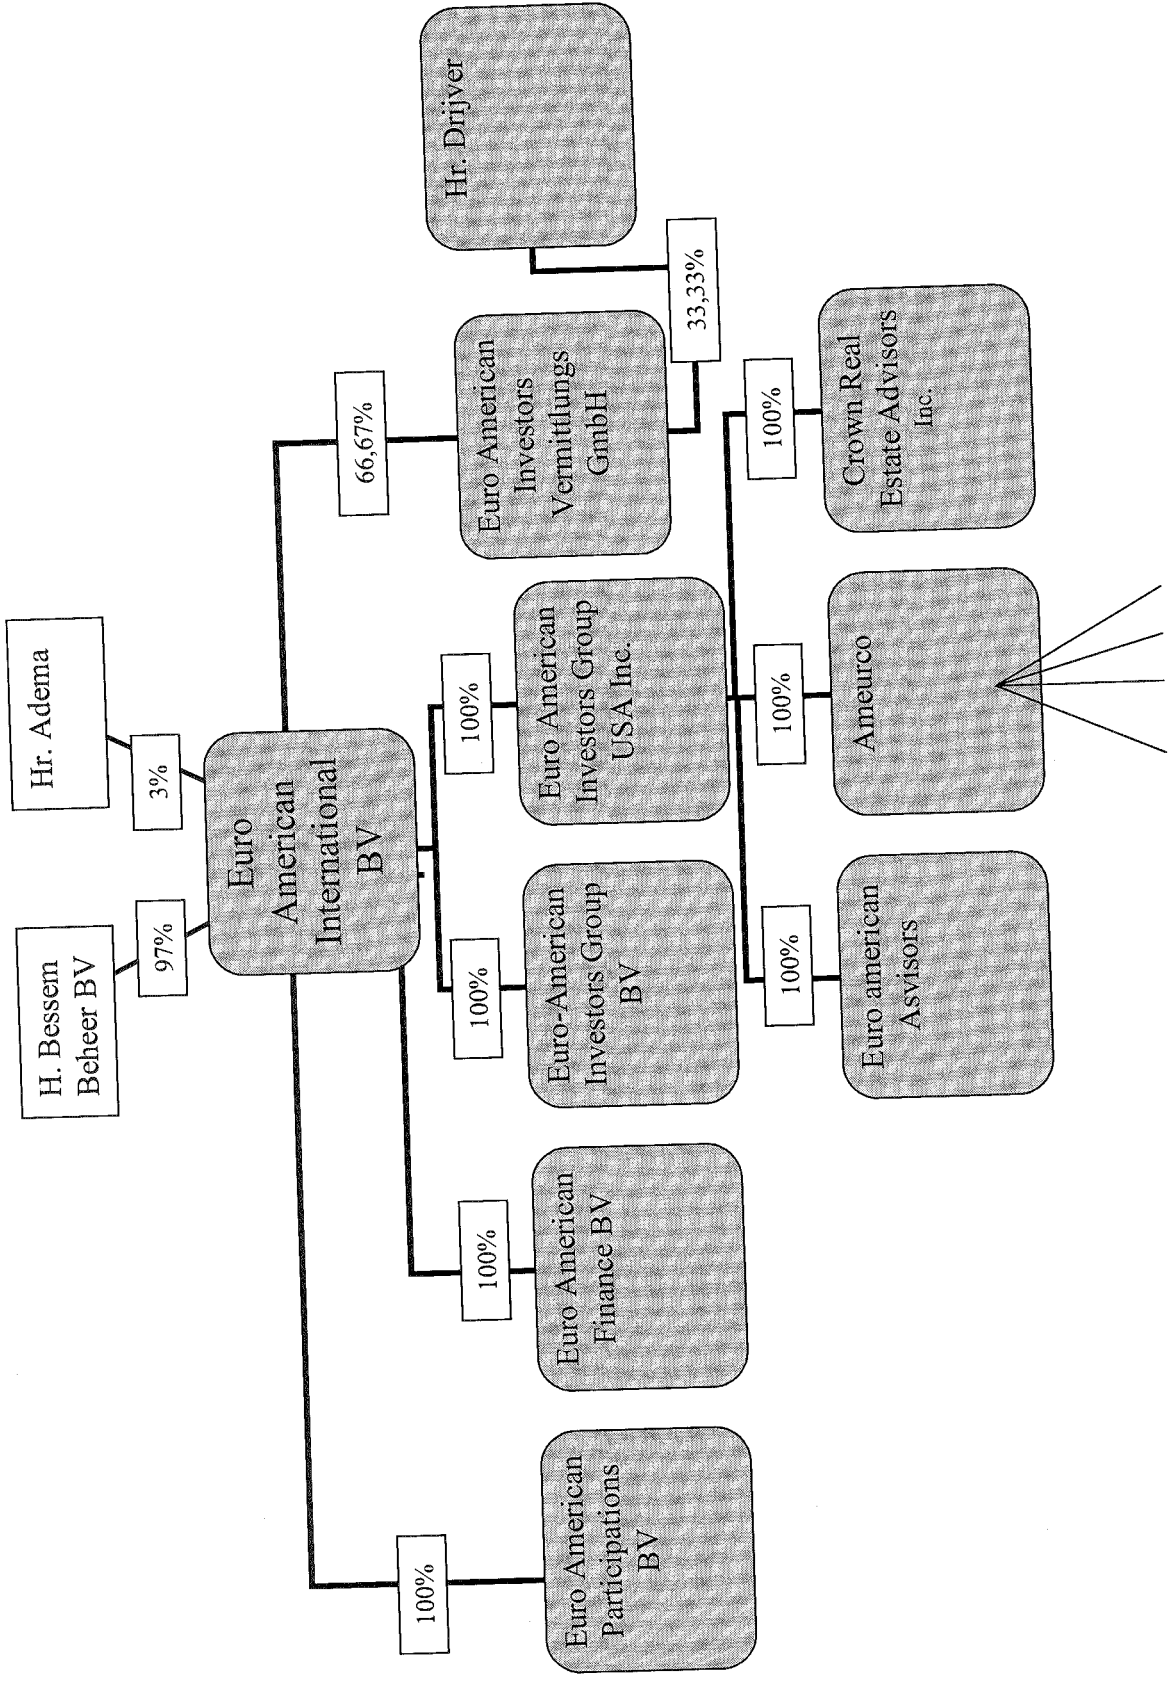 H. Bessem
Beheer BV
Hr. Adema
97%
3%
Euro
American
International
BV
100%
100%
100%
100%
66,67%
Euro American
Participations
BV
Euro American
Finance BV
Euro-American
Investors Group
BV
Euro American
Investors Group
USA Inc.
Euro American
Investors
Vermittlungs
GmbH
Hr. Drijver
33,33%
100%
100%
100%
Euro american
Asvisors
Ameurco
Crown Real
Estate Advisors
Inc.